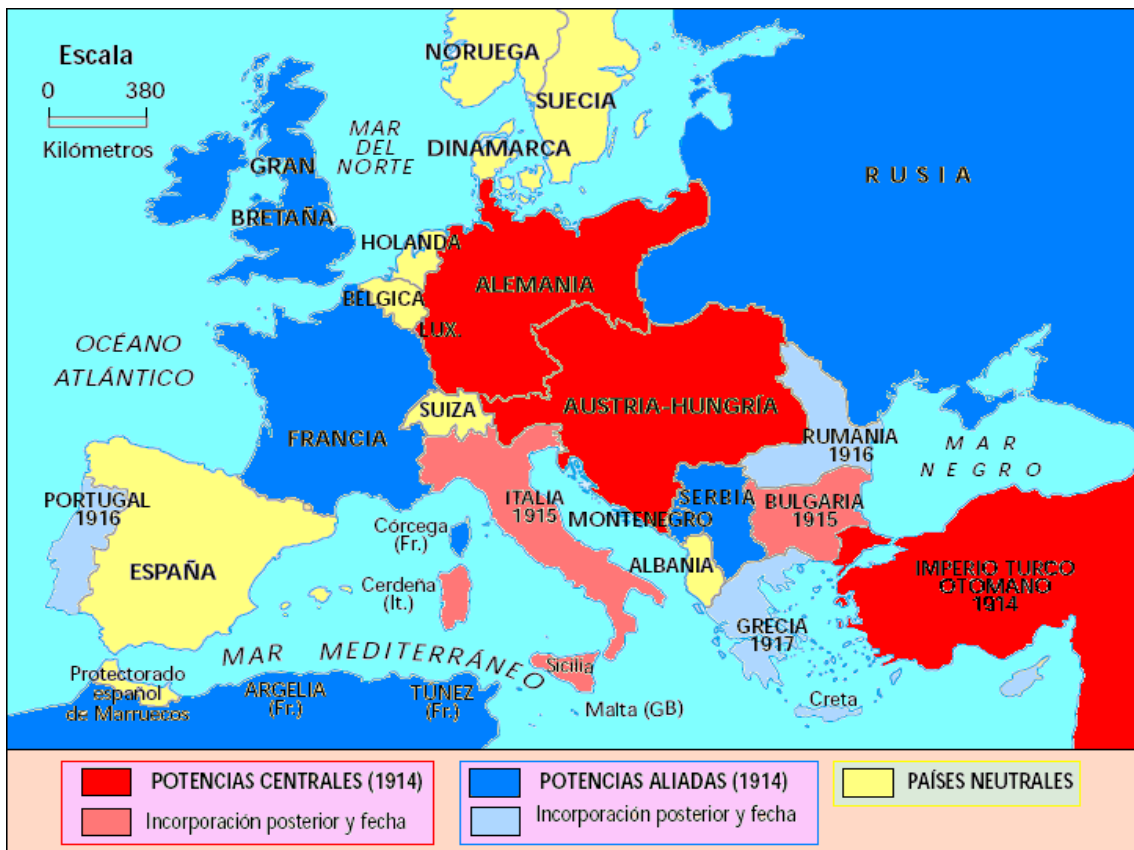 Escala
0 380
Kilómetros
NORUEGA
SUECIA
MAR
DEL
NORTE
DINAMARCA
GRAN
BRETAÑA
RUSIA
HOLANDA
BELGICA
ALEMANIA
LUX.
OCÉANO
ATLÁNTICO
SUIZA
AUSTRIA-HUNGRÍA
FRANCIA
RUMANIA
1916
MAR
NEGRO
PORTUGAL
1916
ITALIA
1915
SERBIA
BULGARIA
1915
MONTENEGRO
Córcega
(Fr.)
ESPAÑA
ALBANIA
IMPERIO TURCO
OTOMANO
1914
Cerdeña
(It.)
GRECIA
1917
MAR MEDITERRÁNEO
Sicilia
Protectorado
español
de Marruecos
ARGELIA
(Fr.)
TÚNEZ
(Fr.)
Malta (GB)
Creta
POTENCIAS CENTRALES (1914)
Incorporación posterior y fecha
POTENCIAS ALIADAS (1914)
Incorporación posterior y fecha
PAÍSES NEUTRALES